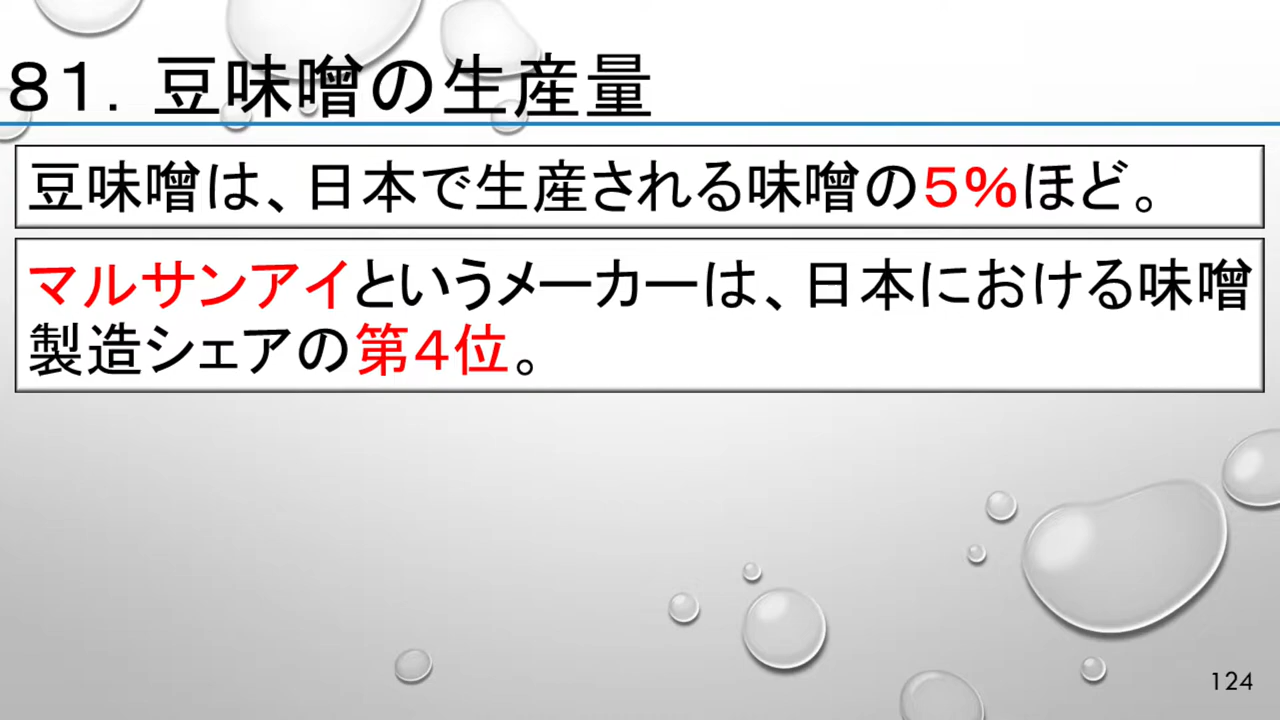 ８１．豆味噌の生産量
豆味噌は、日本で生産される味噌の５％ほど。
マルサンアイというメーカーは、日本における味噌
製造シェアの第４位。
124